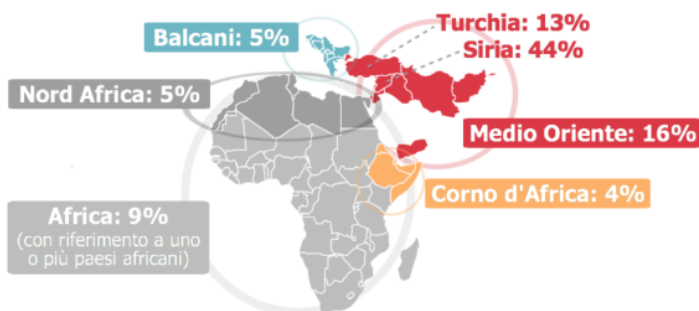 Turchia: 13%
Balcani: 5%
Siria: 44%
Nord Africa: 5%
Medio Oriente: 16%
Corno d'Africa: 4%
Africa: 9%
(con riferimento a uno
o più paesi africani)